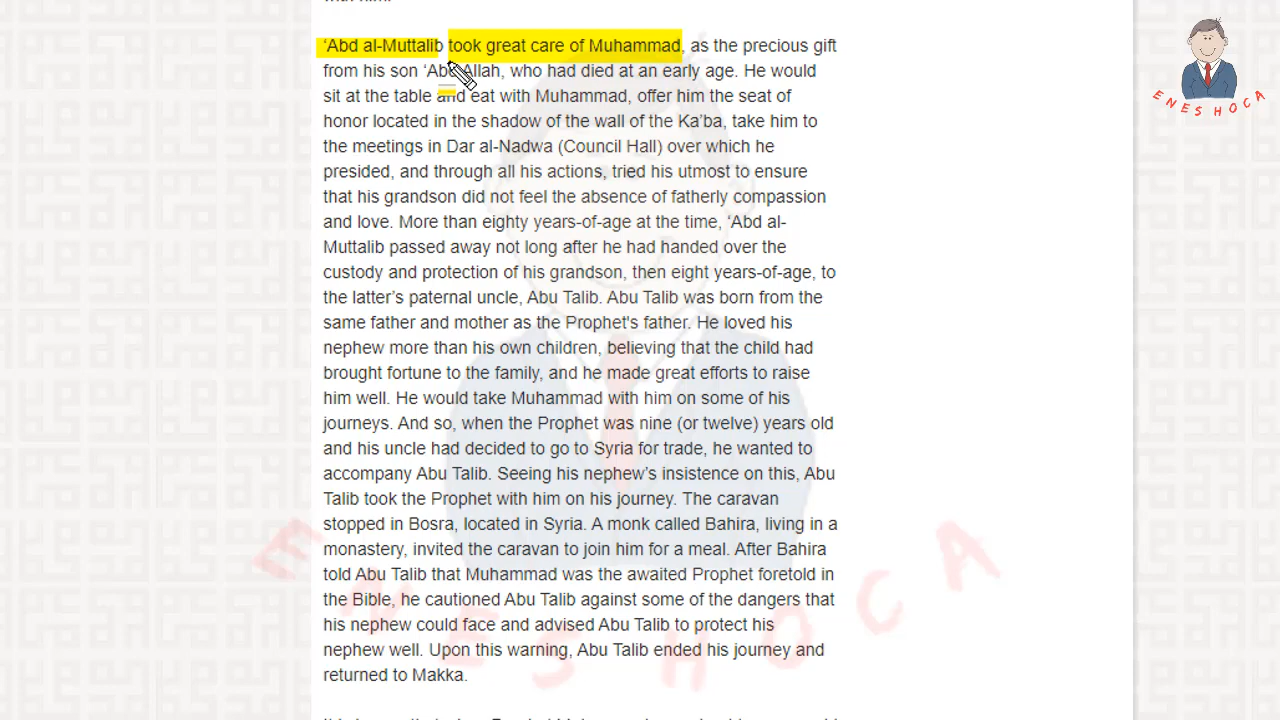 'Abd al-Muttalib took great care of Muhammad, as the precious gift
from his son 'Abd Allah, who had died at an early age. He would
sit at the table and eat with Muhammad, offer him the seat of
honor located in the shadow of the wall of the Ka'ba, take him to
the meetings in Dar al-Nadwa (Council Hall) over which he
presided, and through all his actions, tried his utmost to ensure
that his grandson did not feel the absence of fatherly compassion
and love. More than eighty years-of-age at the time, 'Abd al-
Muttalib passed away not long after he had handed over the
custody and protection of his grandson, then eight years-of-age, to
the latter's paternal uncle, Abu Talib. Abu Talib was born from the
same father and mother as the Prophet's father. He loved his
nephew more than his own children, believing that the child had
brought fortune to the family, and he made great efforts to raise
him well. He would take Muhammad with him on some of his
journeys. And so, when the Prophet was nine (or twelve) years old
and his uncle had decided to go to Syria for trade, he wanted to
accompany Abu Talib. Seeing his nephew's insistence on this, Abu
Talib took the Prophet with him on his journey. The caravan
stopped in Bosra, located in Syria. A monk called Bahira, living in a
monastery, invited the caravan to join him for a meal. After Bahira
told Abu Talib that Muhammad was the awaited Prophet foretold in
the Bible, he cautioned Abu Talib against some of the dangers that
his nephew could face and advised Abu Talib to protect his
nephew well. Upon this warning, Abu Talib ended his journey and
returned to Makka.
ENES HOCA
ENES HOCA